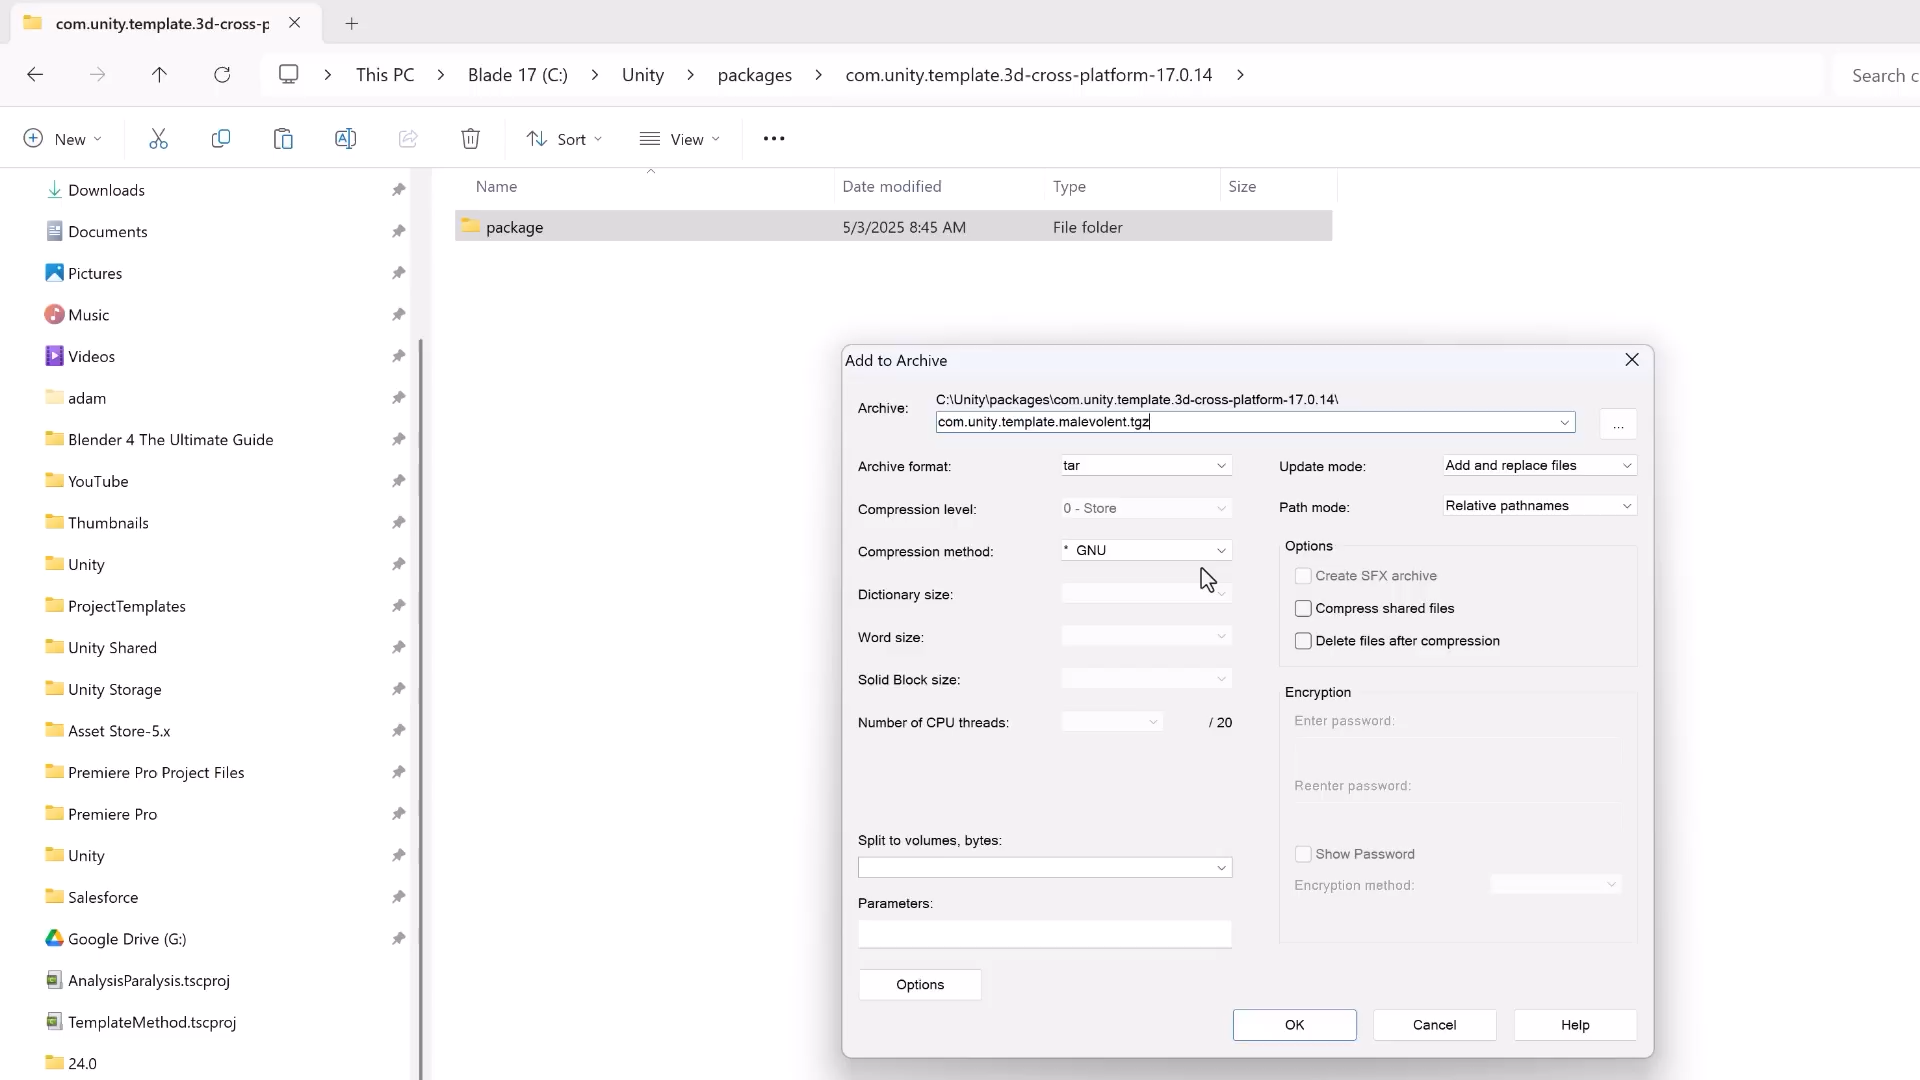 com.unity.template.3d-cross-p
This PC > Blade 17 (C:) > Unity > packages > com.unity.template.3d-cross-platform-17.0.14 >
Search c
New
Sort
View
Name
Date modified
Type
Size
package
5/3/2025 8:45 AM
File folder
Downloads
Documents
Pictures
Music
Videos
adam
Blender 4 The Ultimate Guide
YouTube
Thumbnails
Unity
ProjectTemplates
Unity Shared
Unity Storage
Asset Store-5.x
Premiere Pro Project Files
Premiere Pro
Unity
Salesforce
Google Drive (G:)
AnalysisParalysis.tscproj
TemplateMethod.tscproj
24.0
Add to Archive
Archive:
C:\Unity\packages\com.unity.template.3d-cross-platform-17.0.14\
com.unity.template.malevolent.tgz
...
Archive format:
tar
Compression level:
0 - Store
Compression method:
* GNU
Dictionary size:
Word size:
Solid Block size:
Number of CPU threads:
/ 20
Split to volumes, bytes:
Parameters:
Options
Update mode:
Add and replace files
Path mode:
Relative pathnames
Options
Create SFX archive
Compress shared files
Delete files after compression
Encryption
Enter password:
Reenter password:
Show Password
Encryption method:
OK
Cancel
Help